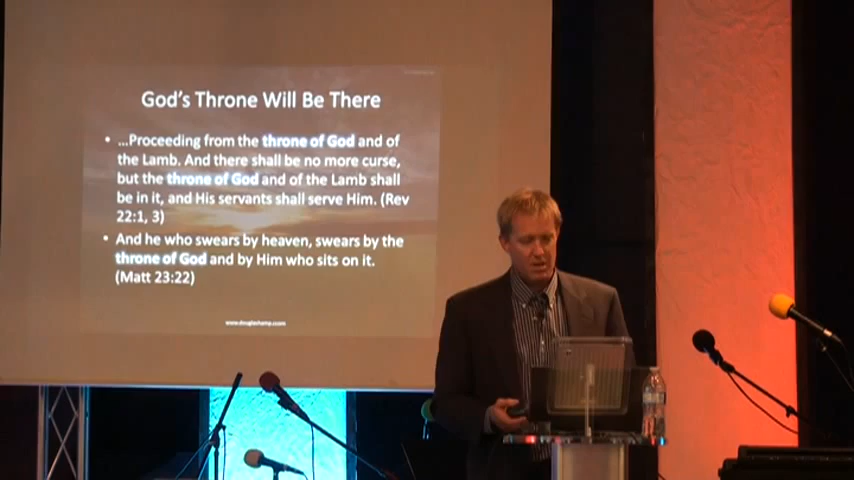 God's Throne Will Be There
• …Proceeding from the throne of God and of
the Lamb. And there shall be no more curse,
but the throne of God and of the Lamb shall
be in it, and His servants shall serve Him. (Rev
22:1, 3)
• And he who swears by heaven, swears by the
throne of God and by Him who sits on it.
(Matt 23:22)